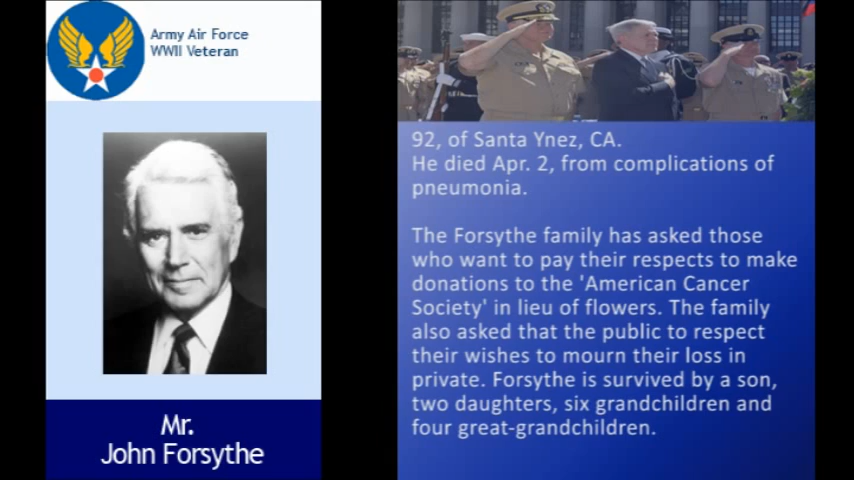 Army Air Force
WWII Veteran
Mr.
John Forsythe
92, of Santa Ynez, CA.
He died Apr. 2, from complications of
pneumonia.
The Forsythe family has asked those
who want to pay their respects to make
donations to the 'American Cancer
Society' in lieu of flowers. The family
also asked that the public to respect
their wishes to mourn their loss in
private. Forsythe is survived by a son,
two daughters, six grandchildren and
four great-grandchildren.